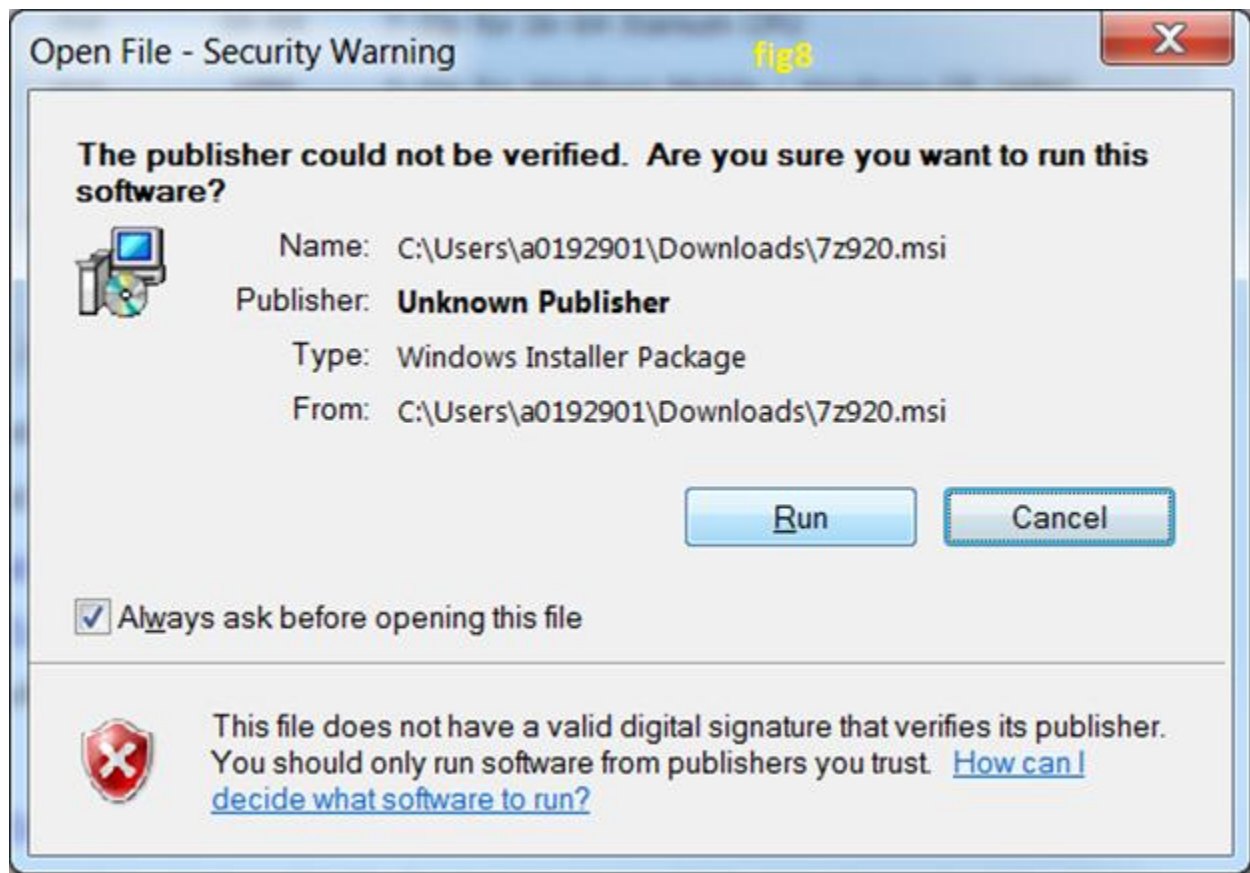 Open File - Security Warning
fig8
The publisher could not be verified. Are you sure you want to run this
software?
Name: C:\Users\a0192901\Downloads\7z920.msi
Publisher: Unknown Publisher
Type: Windows Installer Package
From: C:\Users\a0192901\Downloads\7z920.msi
Run Cancel
Always ask before opening this file
This file does not have a valid digital signature that verifies its publisher.
You should only run software from publishers you trust. How can I
decide what software to run?